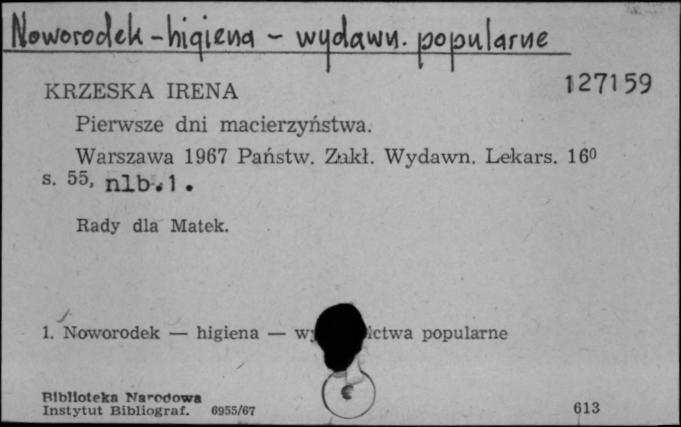 Noworodek - higiena - wydawn. popularne
127159
KRZESKA IRENA
Pierwsze dni macierzyństwa.
Warszawa 1967 Państw. Zakł. Wydawn. Lekars. 16⁰
s. 55, nlb. 1.
Rady dla Matek.
1. Noworodek — higiena — wy ictwa popularne
Biblioteka Narodowa
Instytut Bibliograf. 6955/67
613